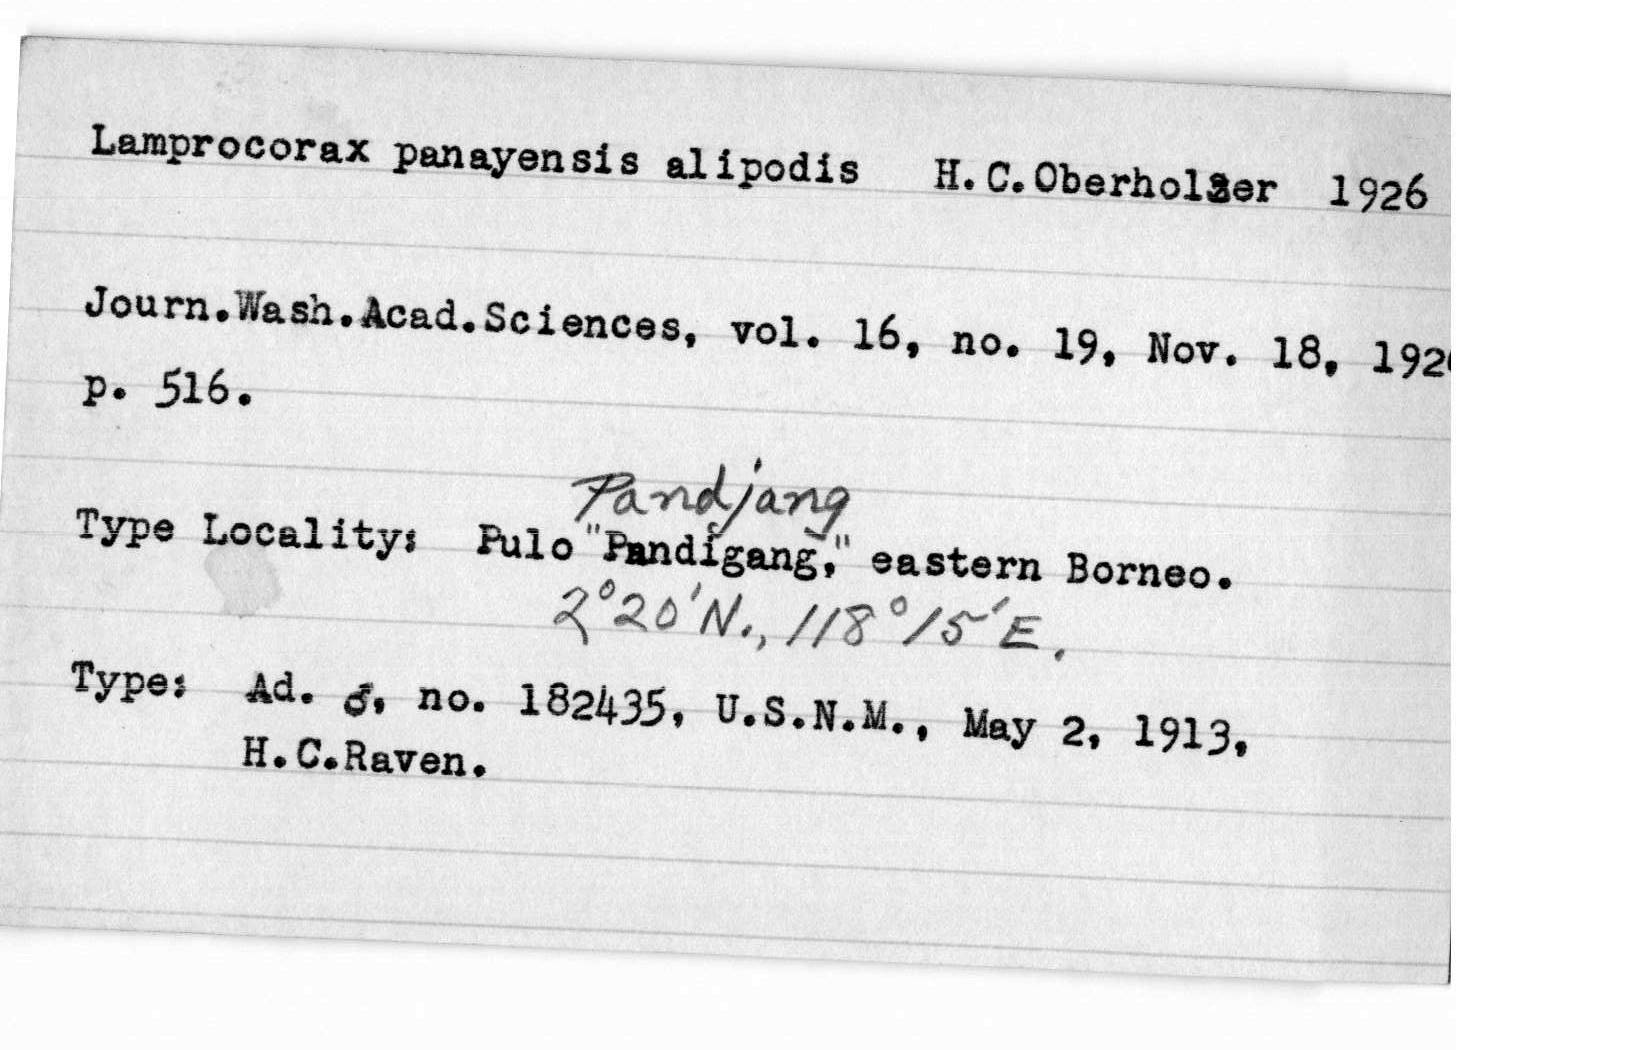 Lamprocorax panayensis alipodis H.C.Oberholzer 1926
Journ.Wash.Acad.Sciences, vol. 16, no. 19, Nov. 18, 192
p. 516.
Pandjang
Type Locality: Pulo "Pandigang," eastern Borneo.
2°20'N., 118°15'E.
Type: Ad. ♂, no. 182435, U.S.N.M., May 2, 1913,
H.C.Raven.